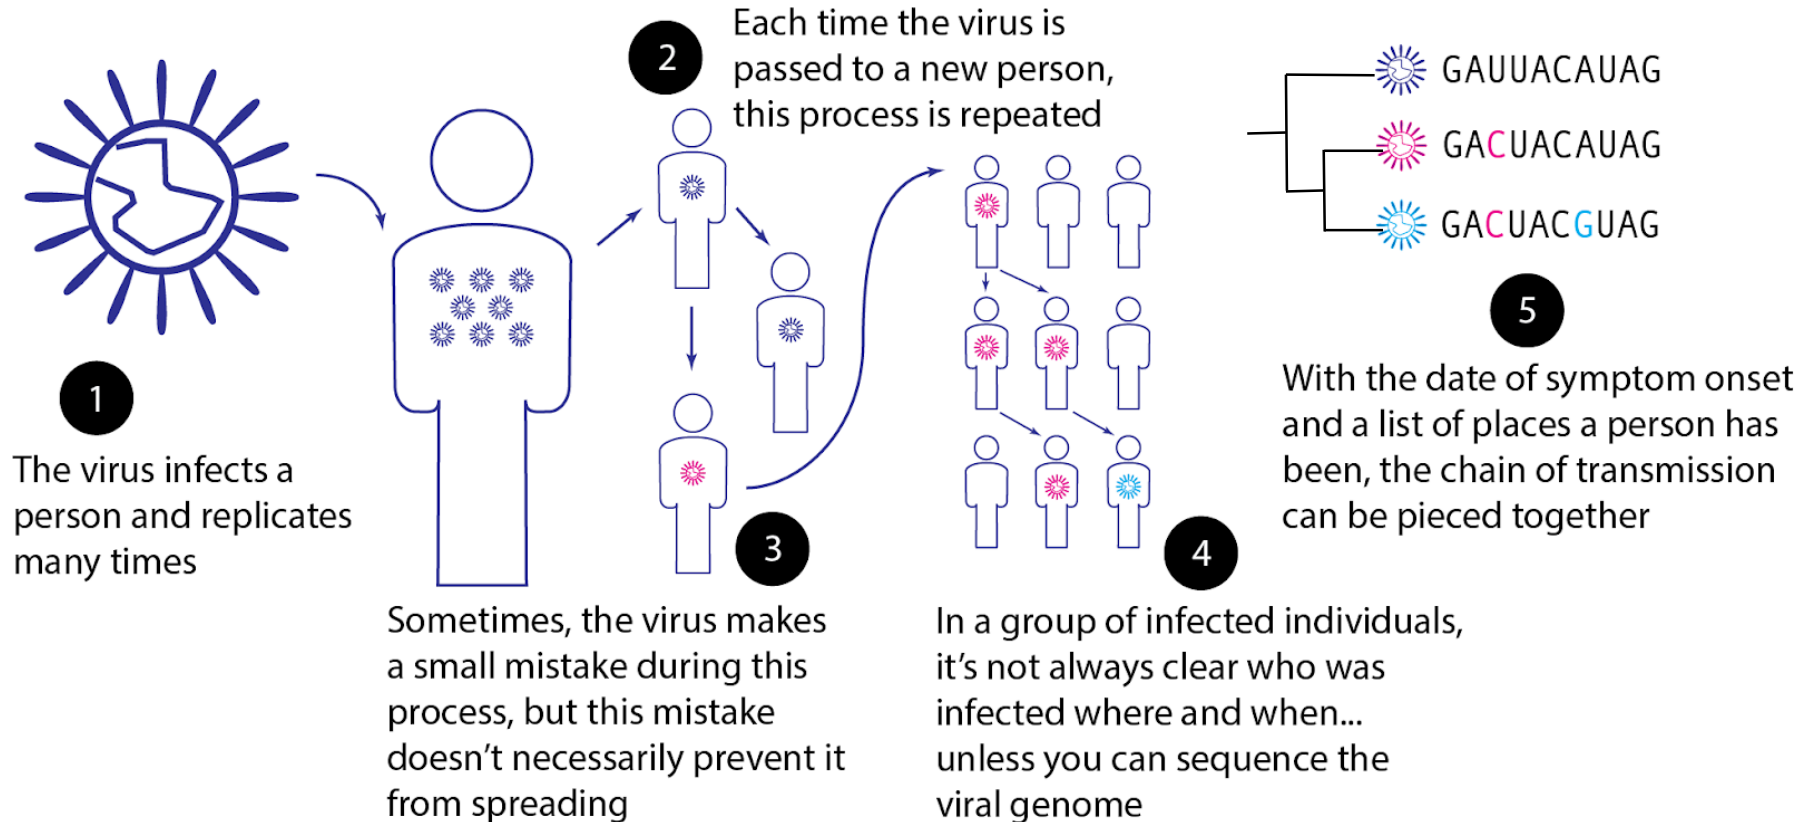 1
The virus infects a
person and replicates
many times
2
Each time the virus is
passed to a new person,
this process is repeated
3
Sometimes, the virus makes
a small mistake during this
process, but this mistake
doesn't necessarily prevent it
from spreading
4
In a group of infected individuals,
it's not always clear who was
infected where and when...
unless you can sequence the
viral genome
GAUUACAUAG
GACUACAUAG
GACUACGUAG
5
With the date of symptom onset
and a list of places a person has
been, the chain of transmission
can be pieced together